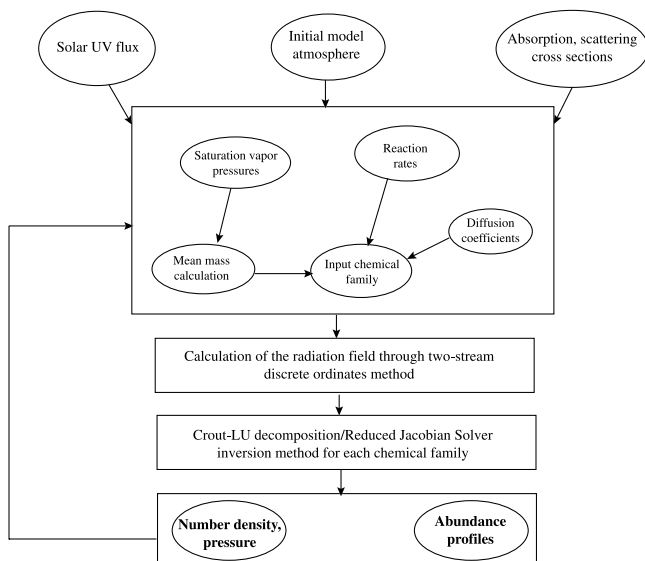 Solar UV flux
Initial model
atmosphere
Absorption, scattering
cross sections
Saturation vapor
pressures
Reaction
rates
Diffusion
coefficients
Mean mass
calculation
Input chemical
family
Calculation of the radiation field through two-stream
discrete ordinates method
Crout-LU decomposition/Reduced Jacobian Solver
inversion method for each chemical family
Number density,
pressure
Abundance
profiles